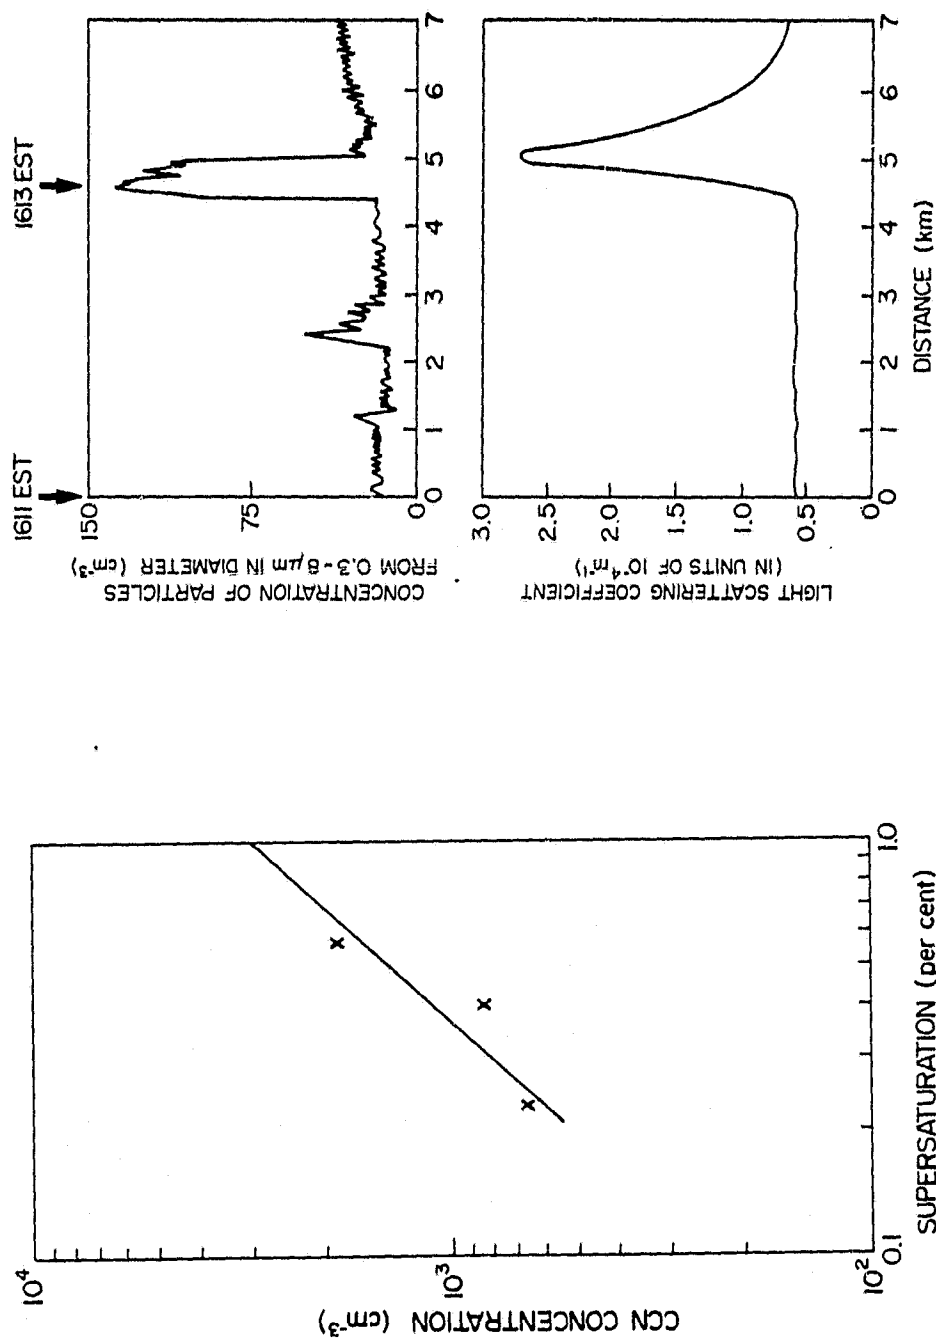 10⁴
10³
10²
CCN CONCENTRATION (cm⁻³)
0.1
1.0
SUPERSATURATION (per cent)
1611 EST
1613 EST
150
75
0
CONCENTRATION OF PARTICLES
FROM 0.3-8 μm IN DIAMETER (cm⁻³)
0 1 2 3 4 5 6 7
3.0
2.5
2.0
1.5
1.0
0.5
0
LIGHT SCATTERING COEFFICIENT
(IN UNITS OF 10⁻⁴ m⁻¹)
0 1 2 3 4 5 6 7
DISTANCE (km)